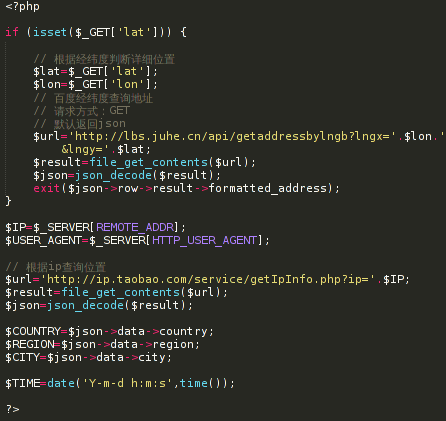 <?php
if (isset($_GET['lat'])) {
// 根据经纬度判断详细位置
$lat=$_GET['lat'];
$lon=$_GET['lon'];
// 百度经纬度查询地址
// 请求方式：GET
// 默认返回json
$url='http://lbs.juhe.cn/api/getaddressbylngb?lngx='.$lon.'
&lngy='.$lat;
$result=file_get_contents($url);
$json=json_decode($result);
exit($json->row->result->formatted_address);
}
$IP=$_SERVER[REMOTE_ADDR];
$USER_AGENT=$_SERVER[HTTP_USER_AGENT];
// 根据ip查询位置
$url='http://ip.taobao.com/service/getIpInfo.php?ip='.$IP;
$result=file_get_contents($url);
$json=json_decode($result);
$COUNTRY=$json->data->country;
$REGION=$json->data->region;
$CITY=$json->data->city;
$TIME=date('Y-m-d h:m:s',time());
?>